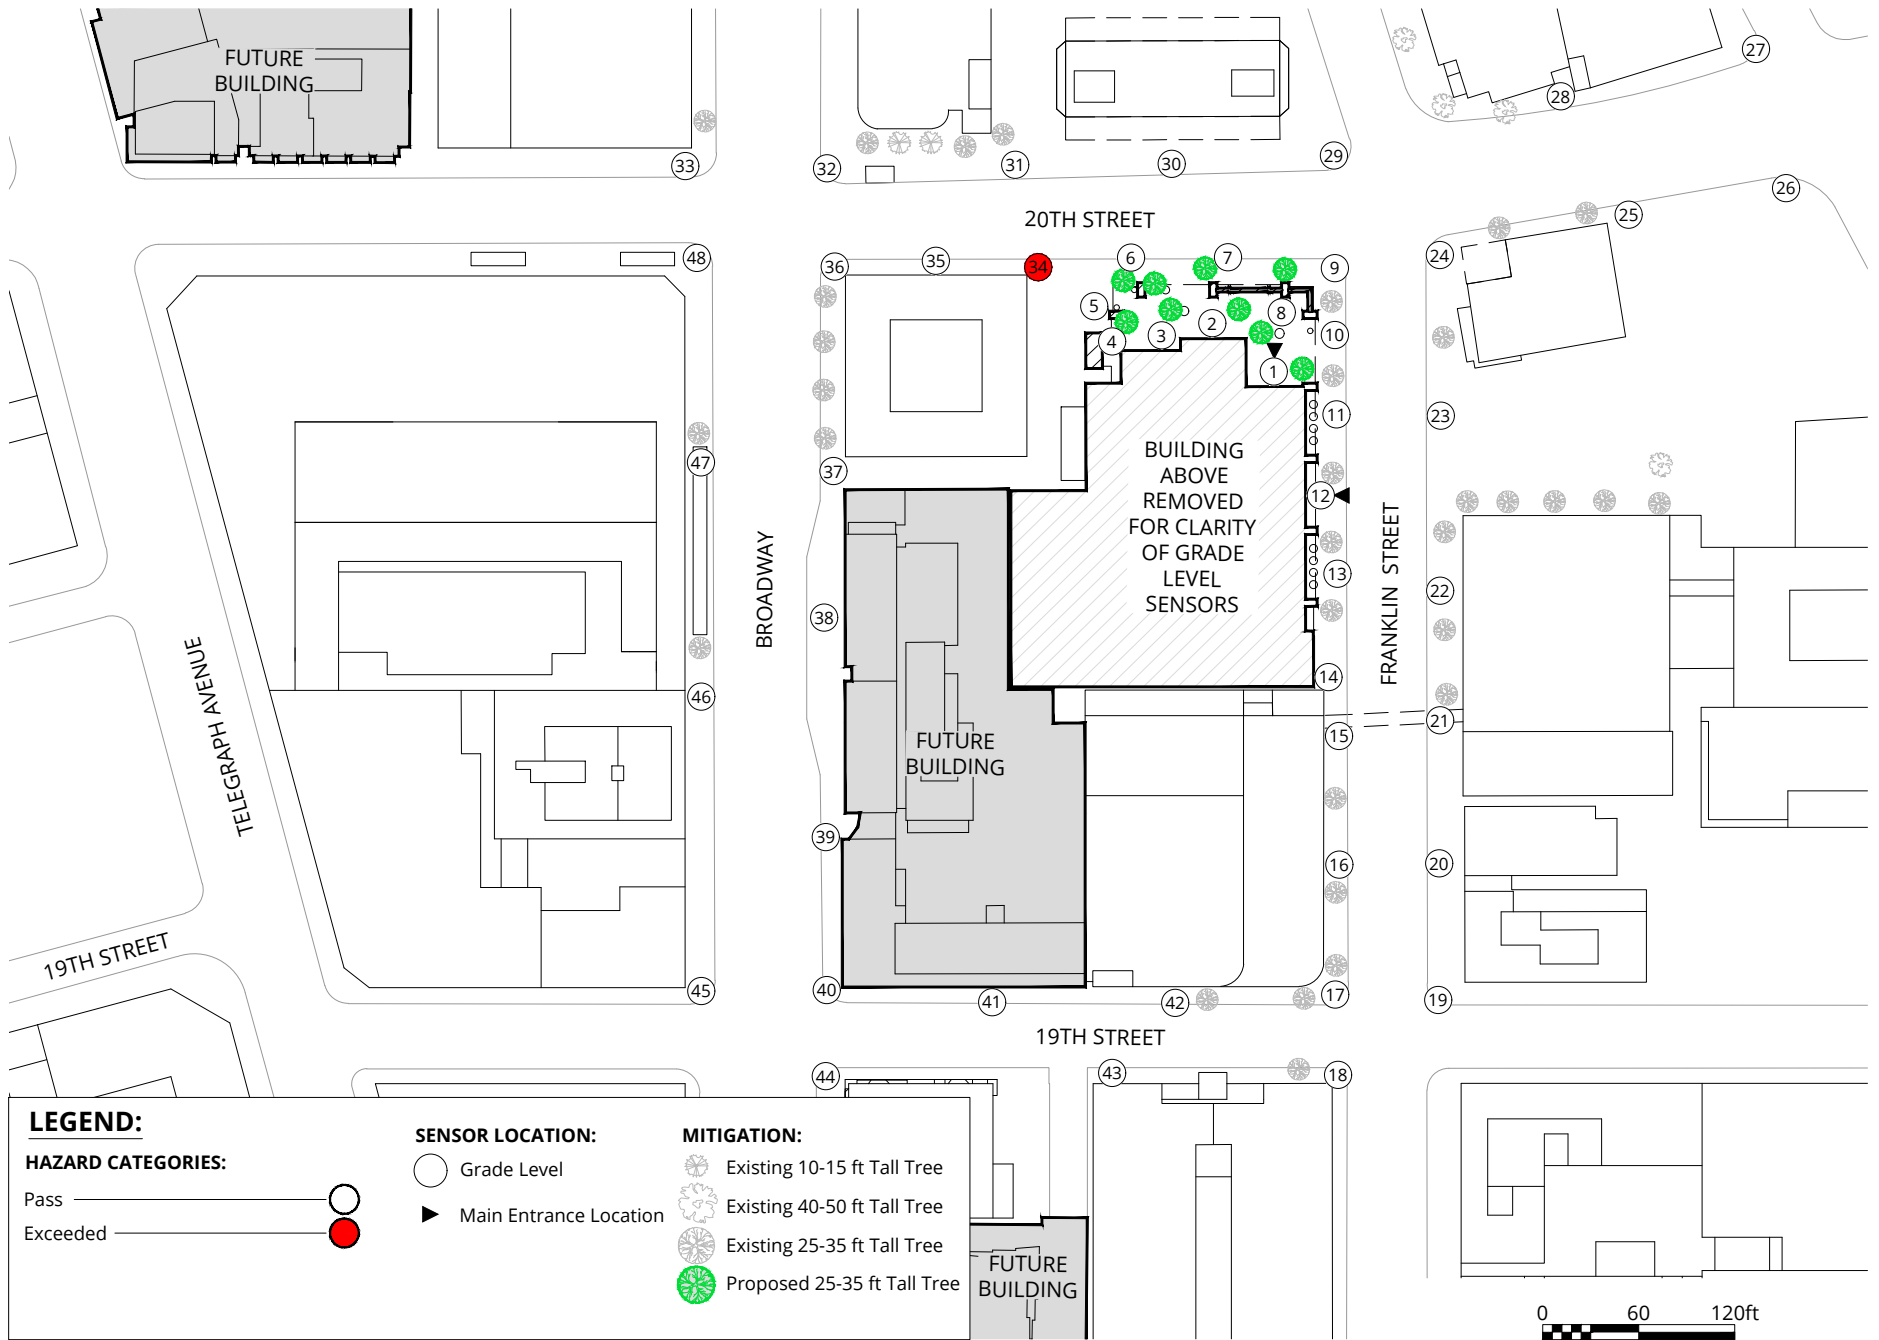 FUTURE
BUILDING
27
28
33
32
31
30
29
26
25
20TH STREET
48
36
35
34
6
7
9
24
5
8
10
4
3
2
1
11
23
47
37
12
BUILDING
ABOVE
REMOVED
FOR CLARITY
OF GRADE
LEVEL
SENSORS
13
22
38
BROADWAY
FRANKLIN STREET
TELEGRAPH AVENUE
46
14
21
15
FUTURE
BUILDING
39
16
20
19TH STREET
45
40
41
42
17
19
19TH STREET
44
43
18
LEGEND:
HAZARD CATEGORIES:
Pass
Exceeded
SENSOR LOCATION:
Grade Level
Main Entrance Location
MITIGATION:
Existing 10-15 ft Tall Tree
Existing 40-50 ft Tall Tree
Existing 25-35 ft Tall Tree
Proposed 25-35 ft Tall Tree
FUTURE
BUILDING
0 60 120ft